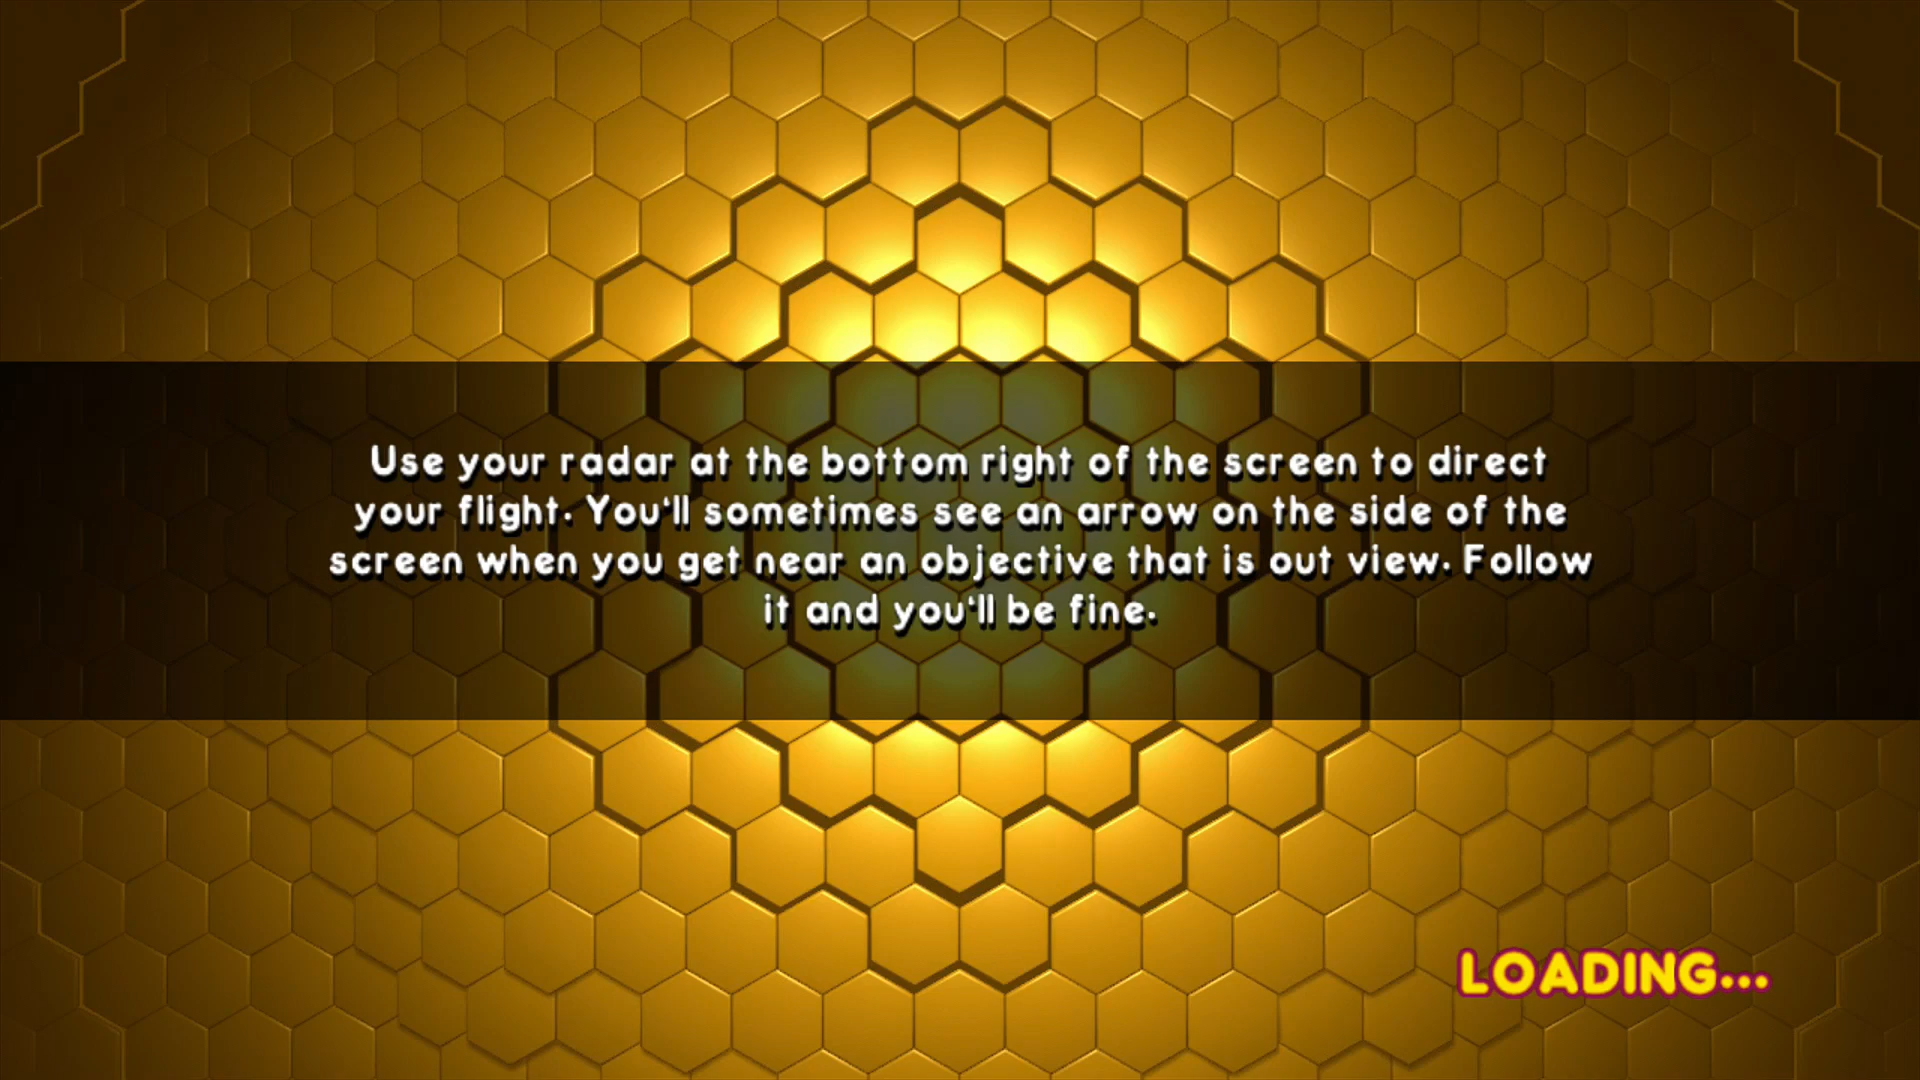 Use your radar at the bottom right of the screen to direct
your flight. You'll sometimes see an arrow on the side of the
screen when you get near an objective that is out view. Follow
it and you'll be fine.
LOADING...